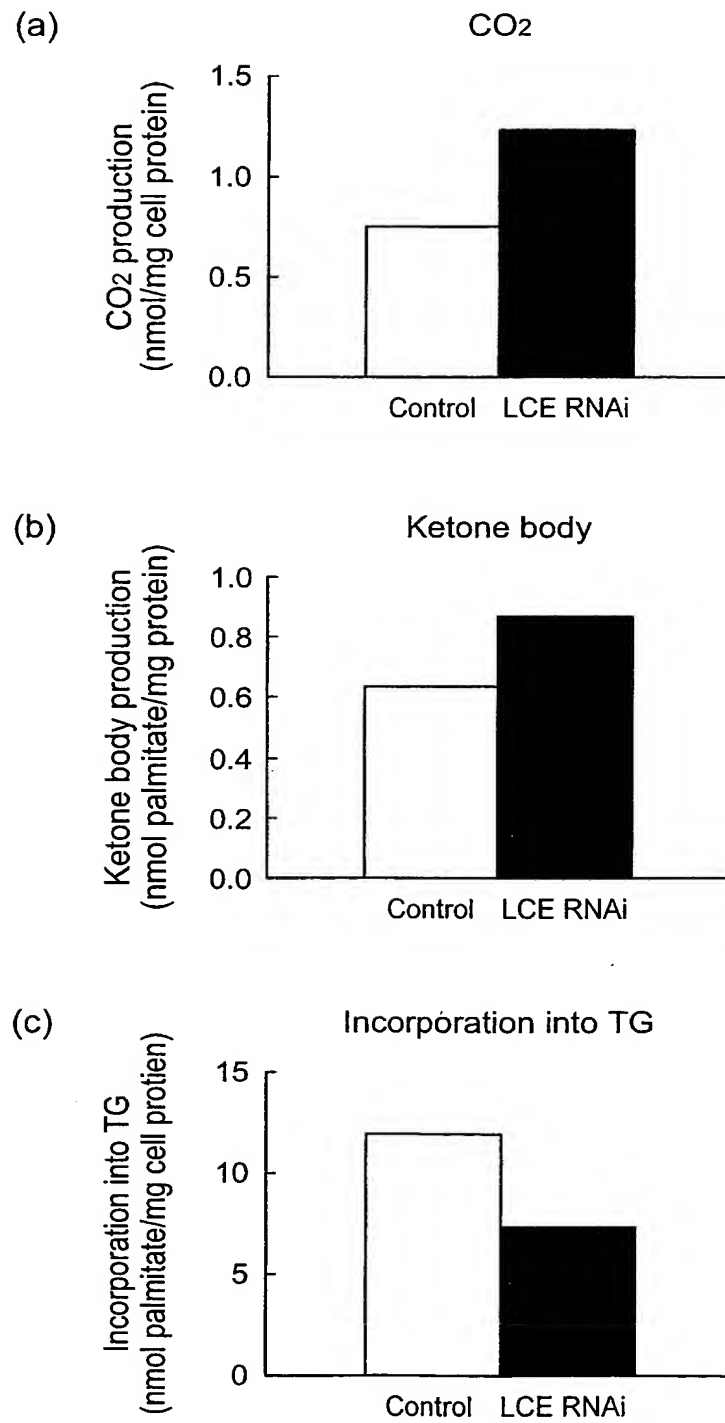 (a)
CO2
CO2 production
(nmol/mg cell protein)
1.5
1.0
0.5
0.0
Control LCE RNAi
(b)
Ketone body
Ketone body production
(nmol palmitate/mg protein)
1.0
0.8
0.6
0.4
0.2
0.0
Control LCE RNAi
(c)
Incorporation into TG
Incorporation into TG
(nmol palmitate/mg cell protien)
15
10
5
0
Control LCE RNAi